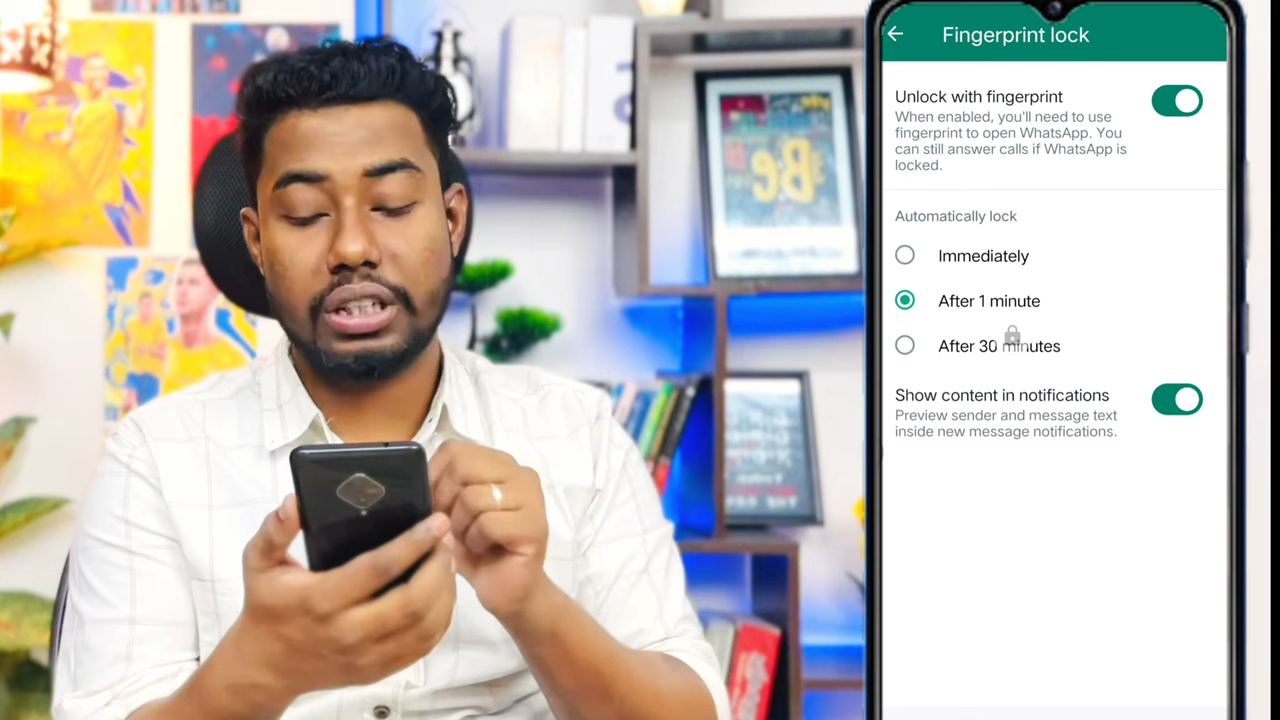 Fingerprint lock
Unlock with fingerprint
When enabled, you'll need to use
fingerprint to open WhatsApp. You
can still answer calls if WhatsApp is
locked.
Automatically lock
Immediately
After 1 minute
After 30 minutes
Show content in notifications
Preview sender and message text
inside new message notifications.
Be